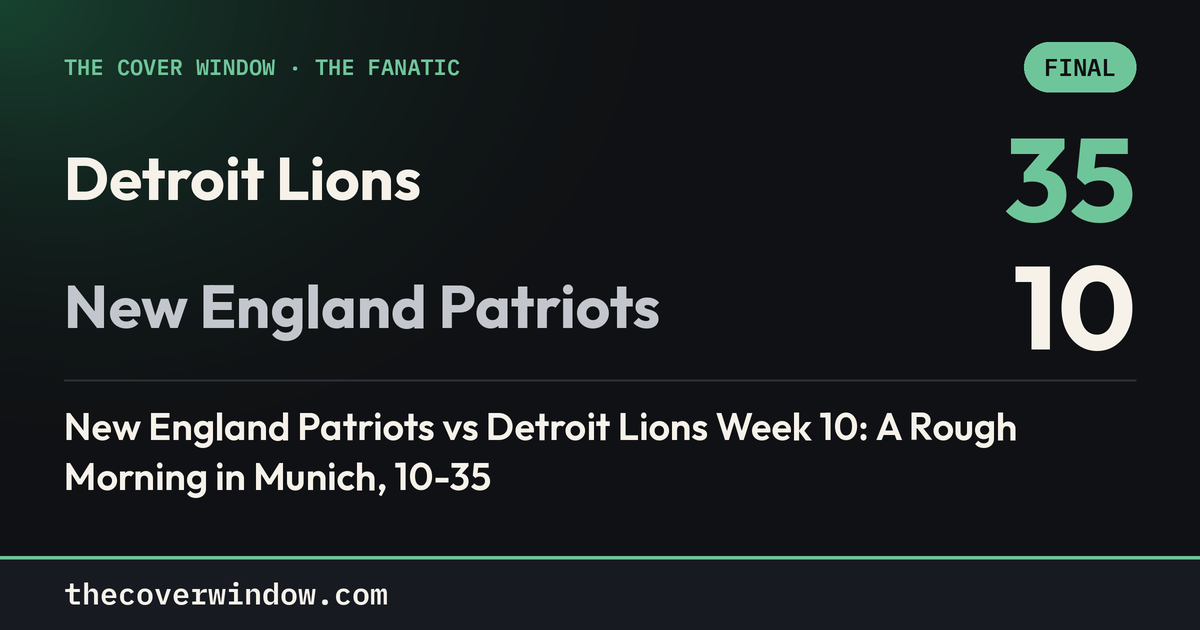 THE COVER WINDOW · THE FANATIC
FINAL
Detroit Lions 35
New England Patriots 10
New England Patriots vs Detroit Lions Week 10: A Rough
Morning in Munich, 10-35
thecoverwindow.com